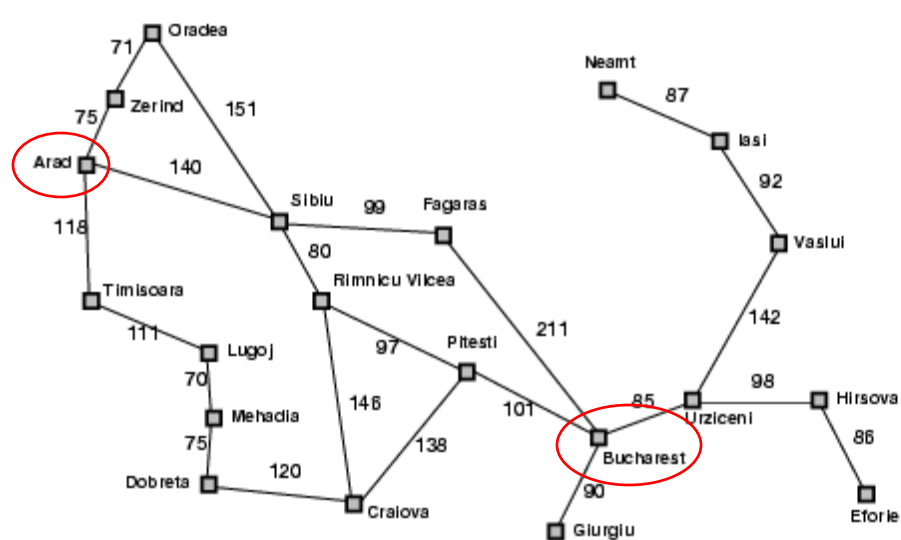 Oradea
71
Neamt
87
Zerind
151
75
Iasi
Arad
140
92
Sibiu
99
Fagaras
118
80
Vaslui
Timisoara
Rimnicu Vilcea
142
111
211
Lugoj
97
Pitesti
70
98
146
101
85
Hirsova
Mehadia
Urziceni
75
138
86
Bucharest
Dobreta
120
90
Craiova
Eforie
Giurgiu